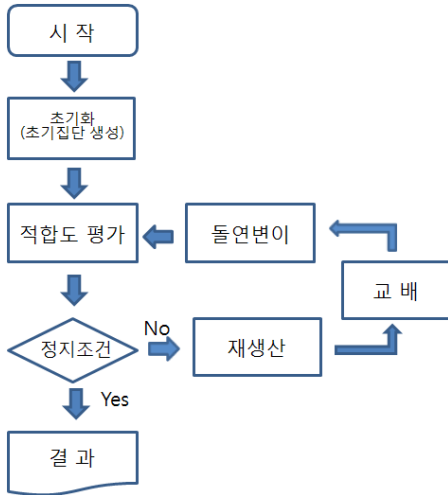 시 작
초기화
(초기집단 생성)
적합도 평가
돌연변이
교 배
정지조건
No
재생산
Yes
결 과